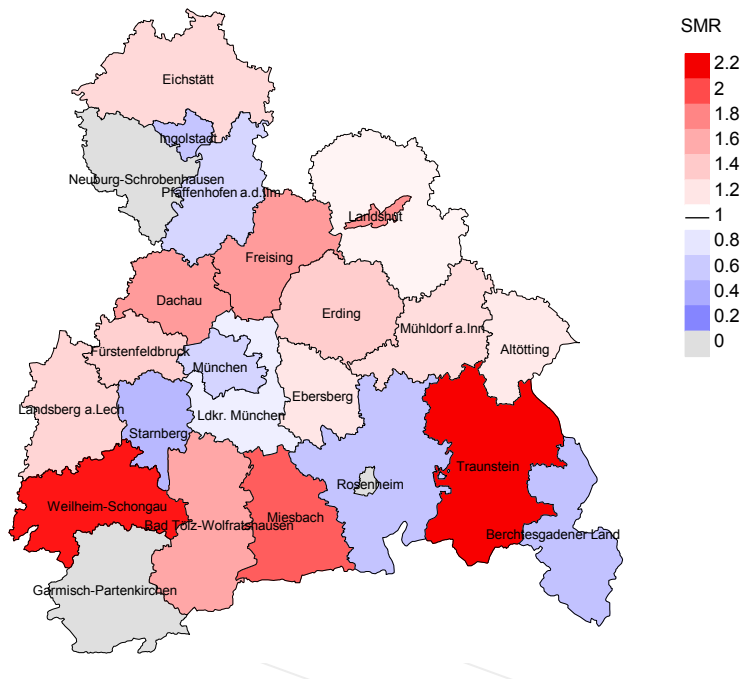 SMR
2.2
2
1.8
1.6
1.4
1.2
1
0.8
0.6
0.4
0.2
0
Eichstätt
Ingolstadt
Neuburg-Schrobenhausen
Pfaffenhofen a.d.Ilm
Landshut
Freising
Dachau
Erding
Mühldorf a.Inn
Altötting
Fürstenfeldbruck
München
Ebersberg
Landsberg a.Lech
Ldkr. München
Starnberg
Traunstein
Rosenheim
Weilheim-Schongau
Miesbach
Bad Tölz-Wolfratshausen
Berchtesgadener Land
Garmisch-Partenkirchen